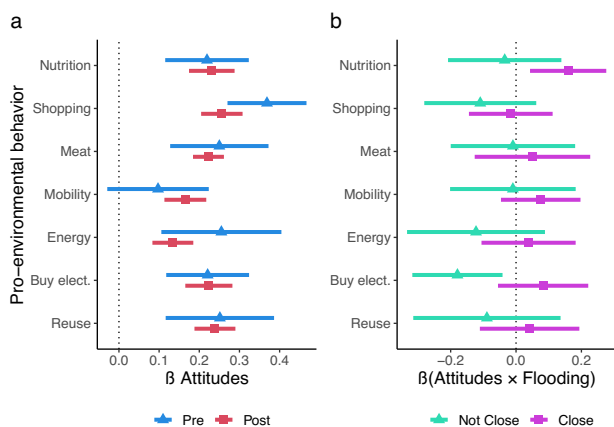 a
b
Pro-environmental behavior
Nutrition
Shopping
Meat
Mobility
Energy
Buy elect.
Reuse
0.0 0.1 0.2 0.3 0.4
ß Attitudes
Pre Post
Nutrition
Shopping
Meat
Mobility
Energy
Buy elect.
Reuse
−0.2 0.0 0.2
ß(Attitudes × Flooding)
Not Close Close